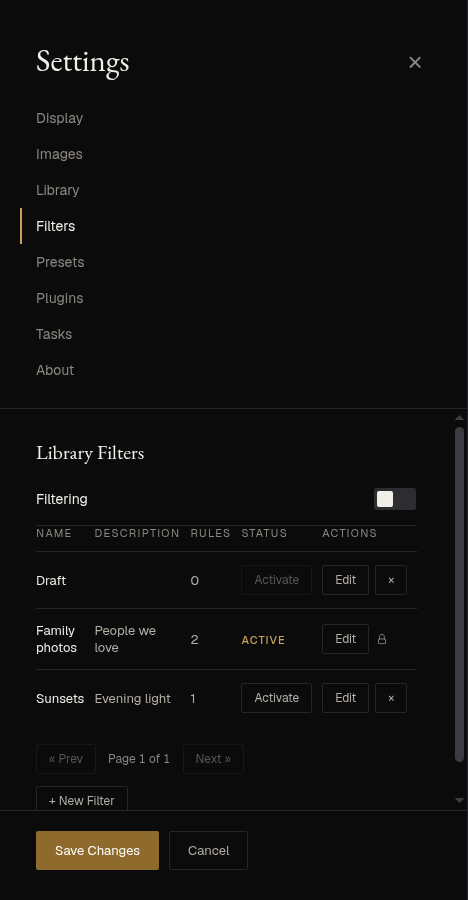 Settings ×
Display
Images
Library
Filters
Presets
Plugins
Tasks
About
Library Filters
Filtering
NAME DESCRIPTION RULES STATUS ACTIONS
Draft 0 Activate Edit ×
Family photos People we love 2 ACTIVE Edit
Sunsets Evening light 1 Activate Edit ×
« Prev Page 1 of 1 Next »
+ New Filter
Save Changes Cancel